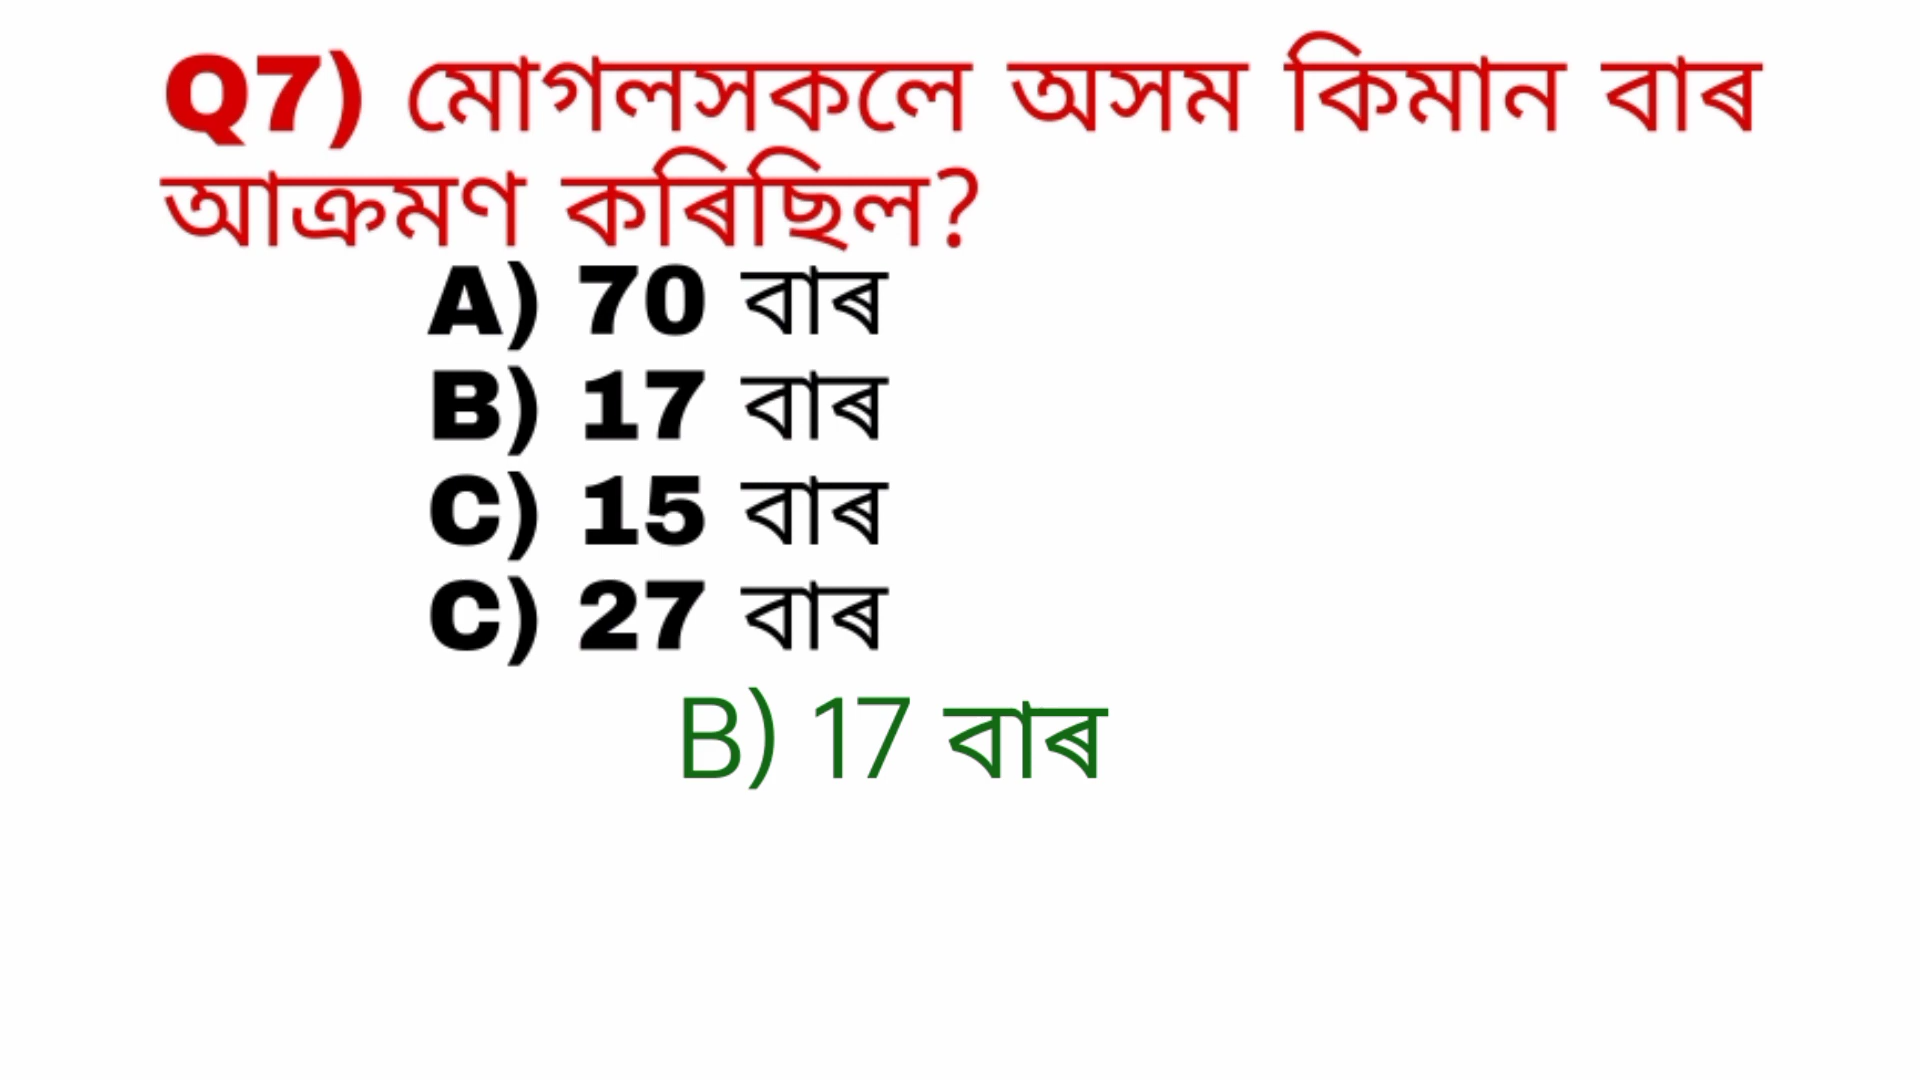 Q7) মোগলসকলে অসম কিমান বাৰ
আক্ৰমণ কৰিছিল?
A) 70 বাৰ
B) 17 বাৰ
C) 15 বাৰ
C) 27 বাৰ
B) 17 বাৰ